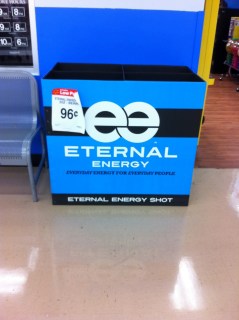 96¢
ee
ETERNAL
ENERGY
EVERYDAY ENERGY FOR EVERYDAY PEOPLE
ETERNAL ENERGY SHOT